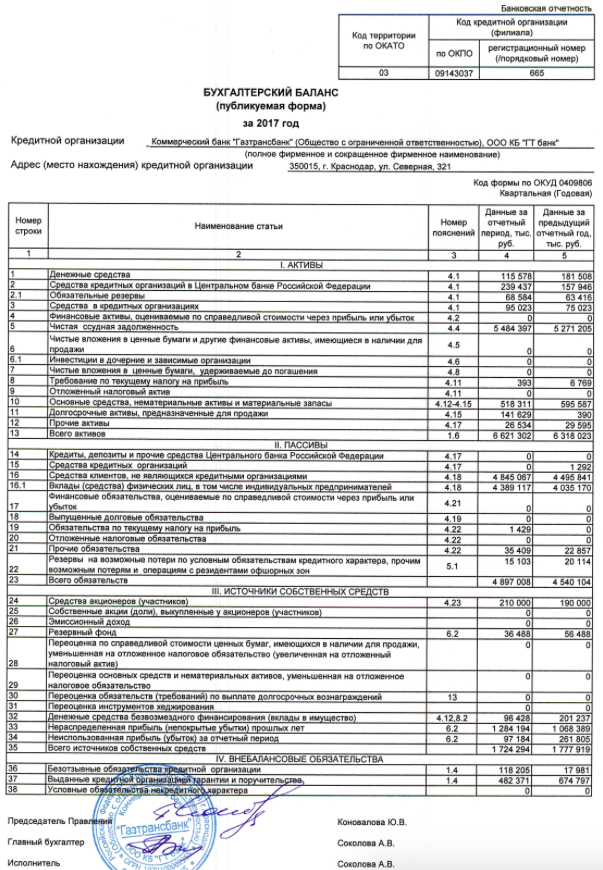 Банковская отчетность
Код территории по ОКАТО
Код кредитной организации (филиала)
по ОКПО
регистрационный номер (/порядковый номер)
03 09143037 665
БУХГАЛТЕРСКИЙ БАЛАНС
(публикуемая форма)
за 2017 год
Кредитной организации Коммерческий банк "Газтрансбанк" (Общество с ограниченной ответственностью), ООО КБ "ГТ банк"
(полное фирменное и сокращенное фирменное наименование)
Адрес (место нахождения) кредитной организации 350015, г. Краснодар, ул. Северная, 321
Код формы по ОКУД 0409806
Квартальная (Годовая)
Номер строки Наименование статьи Номер пояснений Данные за отчетный период, тыс. руб. Данные за предыдущий отчетный год, тыс. руб.
1 2 3 4 5
I. АКТИВЫ
1 Денежные средства 4.1 115 578 181 508
2 Средства кредитных организаций в Центральном банке Российской Федерации 4.1 239 437 157 946
2.1 Обязательные резервы 4.1 68 584 63 416
3 Средства в кредитных организациях 4.1 95 023 75 023
4 Финансовые активы, оцениваемые по справедливой стоимости через прибыль или убыток 4.2 0 0
5 Чистая ссудная задолженность 4.4 5 484 397 5 271 205
6 Чистые вложения в ценные бумаги и другие финансовые активы, имеющиеся в наличии для продажи 4.5 0 0
6.1 Инвестиции в дочерние и зависимые организации 4.6 0 0
7 Чистые вложения в ценные бумаги, удерживаемые до погашения 4.8 0 0
8 Требование по текущему налогу на прибыль 4.11 393 6 769
9 Отложенный налоговый актив 4.11 0 0
10 Основные средства, нематериальные активы и материальные запасы 4.12-4.15 518 311 595 587
11 Долгосрочные активы, предназначенные для продажи 4.15 141 629 390
12 Прочие активы 4.17 26 534 29 595
13 Всего активов 1.6 6 621 302 6 318 023
II. ПАССИВЫ
14 Кредиты, депозиты и прочие средства Центрального банка Российской Федерации 4.17 0 0
15 Средства кредитных организаций 4.17 0 1 292
16 Средства клиентов, не являющихся кредитными организациями 4.18 4 845 067 4 495 841
16.1 Вклады (средства) физических лиц, в том числе индивидуальных предпринимателей 4.18 4 389 117 4 035 170
17 Финансовые обязательства, оцениваемые по справедливой стоимости через прибыль или убыток 4.21 0 0
18 Выпущенные долговые обязательства 4.19 0 0
19 Обязательства по текущему налогу на прибыль 4.22 1 429 0
20 Отложенные налоговые обязательства 4.22 0 0
21 Прочие обязательства 4.22 35 409 22 857
22 Резервы на возможные потери по условным обязательствам кредитного характера, прочим возможным потерям и операциям с резидентами офшорных зон 5.1 15 103 20 114
23 Всего обязательств 4 897 008 4 540 104
III. ИСТОЧНИКИ СОБСТВЕННЫХ СРЕДСТВ
24 Средства акционеров (участников) 4.23 210 000 190 000
25 Собственные акции (доли), выкупленные у акционеров (участников) 0 0
26 Эмиссионный доход 0 0
27 Резервный фонд 6.2 36 488 56 488
28 Переоценка по справедливой стоимости ценных бумаг, имеющихся в наличии для продажи, уменьшенная на отложенное налоговое обязательство (увеличенная на отложенный налоговый актив) 0 0
29 Переоценка основных средств и нематериальных активов, уменьшенная на отложенное налоговое обязательство 0 0
30 Переоценка обязательств (требований) по выплате долгосрочных вознаграждений 13 0 0
31 Переоценка инструментов хеджирования 0 0
32 Денежные средства безвозмездного финансирования (вклады в имущество) 4.12,8.2 96 428 201 237
33 Нераспределенная прибыль (непокрытые убытки) прошлых лет 6.2 1 284 194 1 068 389
34 Неиспользованная прибыль (убыток) за отчетный период 6.2 97 184 261 805
35 Всего источников собственных средств 1 724 294 1 777 919
IV. ВНЕБАЛАНСОВЫЕ ОБЯЗАТЕЛЬСТВА
36 Безотзывные обязательства кредитной организации 1.4 118 205 17 981
37 Выданные кредитной организацией гарантии и поручительства 1.4 482 371 674 797
38 Условные обязательства некредитного характера 0 0
Председатель Правления Коновалова Ю.В.
"Газтрансбанк"
Главный бухгалтер Соколова А.В.
ООО КБ "ГТ банк"
Исполнитель Соколова А.В.